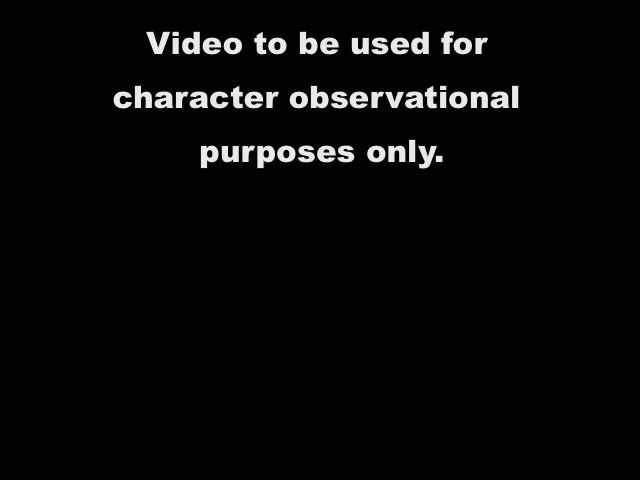 Video to be used for
character observational
purposes only.